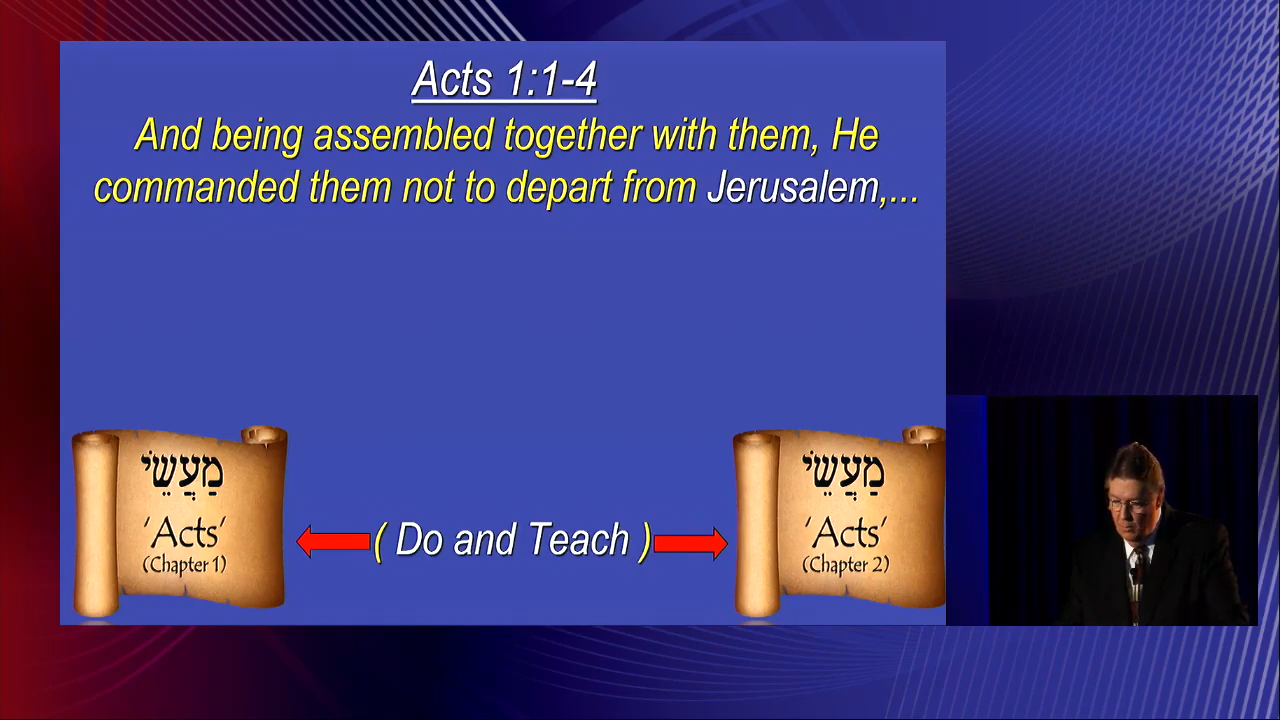 Acts 1:1-4
And being assembled together with them, He
commanded them not to depart from Jerusalem,...
מַעֲשֵׂי
'Acts'
(Chapter 1)
( Do and Teach )
מַעֲשֵׂי
'Acts'
(Chapter 2)